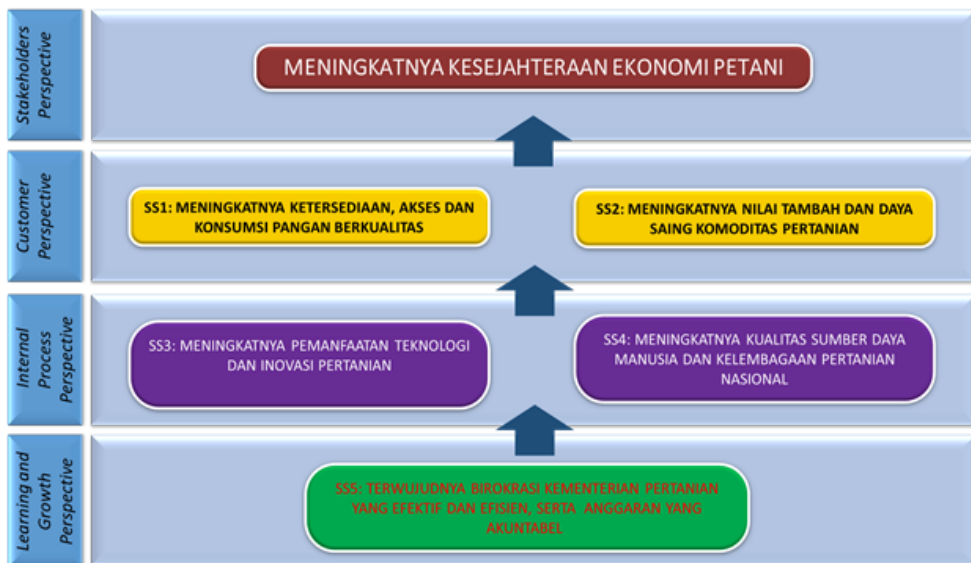 Stakeholders
Perspective
MENINGKATNYA KESEJAHTERAAN EKONOMI PETANI
Customer
Perspective
SS1: MENINGKATNYA KETERSEDIAAN, AKSES DAN
KONSUMSI PANGAN BERKUALITAS
SS2: MENINGKATNYA NILAI TAMBAH DAN DAYA
SAING KOMODITAS PERTANIAN
Internal
Process
Perspective
SS3: MENINGKATNYA PEMANFAATAN TEKNOLOGI
DAN INOVASI PERTANIAN
SS4: MENINGKATNYA KUALITAS SUMBER DAYA
MANUSIA DAN KELEMBAGAAN PERTANIAN
NASIONAL
Learning and
Growth
Perspective
SS5: TERWUJUDNYA BIROKRASI KEMENTERIAN PERTANIAN
YANG EFEKTIF DAN EFISIEN, SERTA ANGGARAN YANG
AKUNTABEL